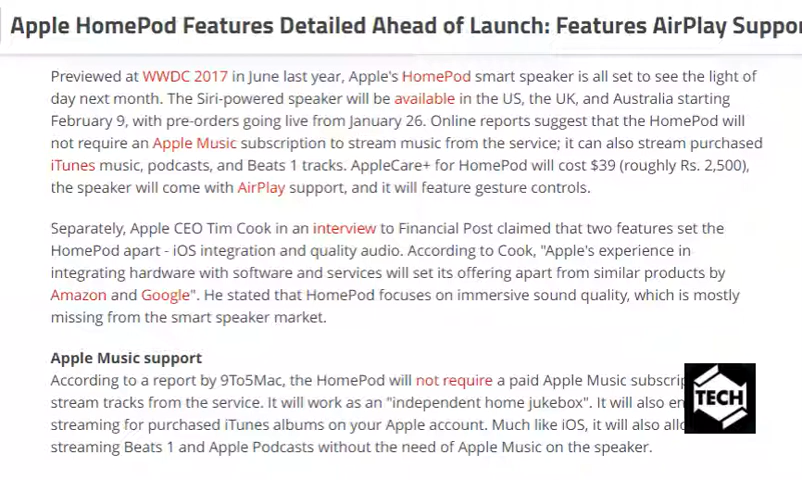 Apple HomePod Features Detailed Ahead of Launch: Features AirPlay
Previewed at WWDC 2017 in June last year, Apple's HomePod smart speaker is all set to see the light of
day next month. The Siri-powered speaker will be available in the US, the UK, and Australia starting
February 9, with pre-orders going live from January 26. Online reports suggest that the HomePod will
not require an Apple Music subscription to stream music from the service; it can also stream purchased
iTunes music, podcasts, and Beats 1 tracks. AppleCare+ for HomePod will cost $39 (roughly Rs. 2,500),
the speaker will come with AirPlay support, and it will feature gesture controls.
Separately, Apple CEO Tim Cook in an interview to Financial Post claimed that two features set the
HomePod apart - iOS integration and quality audio. According to Cook, "Apple's experience in
integrating hardware with software and services will set its offering apart from similar products by
Amazon and Google". He stated that HomePod focuses on immersive sound quality, which is mostly
missing from the smart speaker market.
Apple Music support
According to a report by 9To5Mac, the HomePod will not require a paid Apple Music
stream tracks from the service. It will work as an "independent home jukebox". It will also
streaming for purchased iTunes albums on your Apple account. Much like iOS, it will also
streaming Beats 1 and Apple Podcasts without the need of Apple Music on the speaker.
TECH